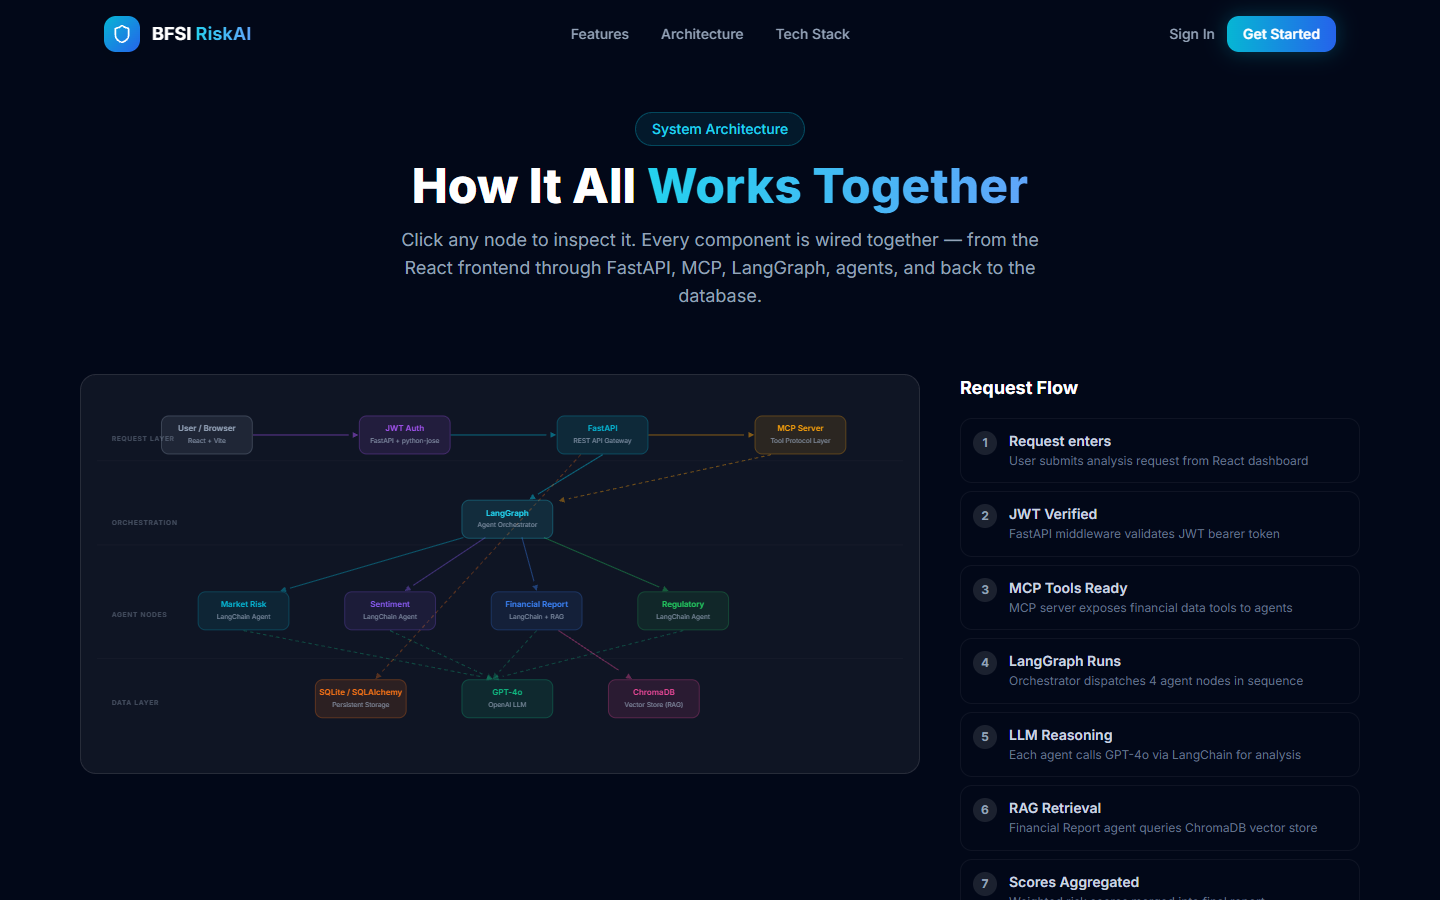 BFSI RiskAI
Features
Architecture
Tech Stack
Sign In
Get Started
System Architecture
How It All Works Together
Click any node to inspect it. Every component is wired together — from the
React frontend through FastAPI, MCP, LangGraph, agents, and back to the
database.
REQUEST LAYER
User / Browser
React + Vite
JWT Auth
FastAPI + python-jose
FastAPI
REST API Gateway
MCP Server
Tool Protocol Layer
ORCHESTRATION
LangGraph
Agent Orchestrator
AGENT NODES
Market Risk
LangChain Agent
Sentiment
LangChain Agent
Financial Report
LangChain + RAG
Regulatory
LangChain Agent
DATA LAYER
SQLite / SQLAlchemy
Persistent Storage
GPT-4o
OpenAI LLM
ChromaDB
Vector Store (RAG)
Request Flow
1
Request enters
User submits analysis request from React dashboard
2
JWT Verified
FastAPI middleware validates JWT bearer token
3
MCP Tools Ready
MCP server exposes financial data tools to agents
4
LangGraph Runs
Orchestrator dispatches 4 agent nodes in sequence
5
LLM Reasoning
Each agent calls GPT-4o via LangChain for analysis
6
RAG Retrieval
Financial Report agent queries ChromaDB vector store
7
Scores Aggregated